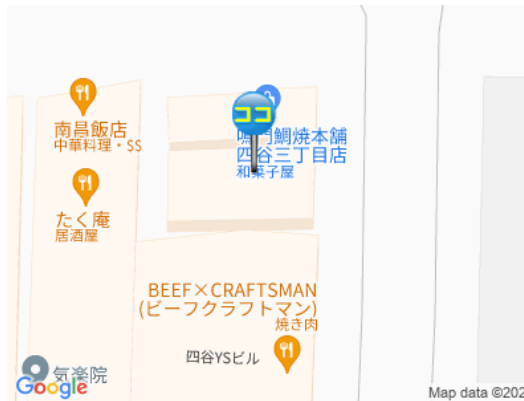 南昌飯店
中華料理・SS
ココ
鳴門鯛焼本舗
四谷三丁目店
和菓子屋
たく庵
居酒屋
BEEF×CRAFTSMAN
(ビーフクラフトマン)
焼き肉
四谷YSビル
気楽院
Google
Map data ©202